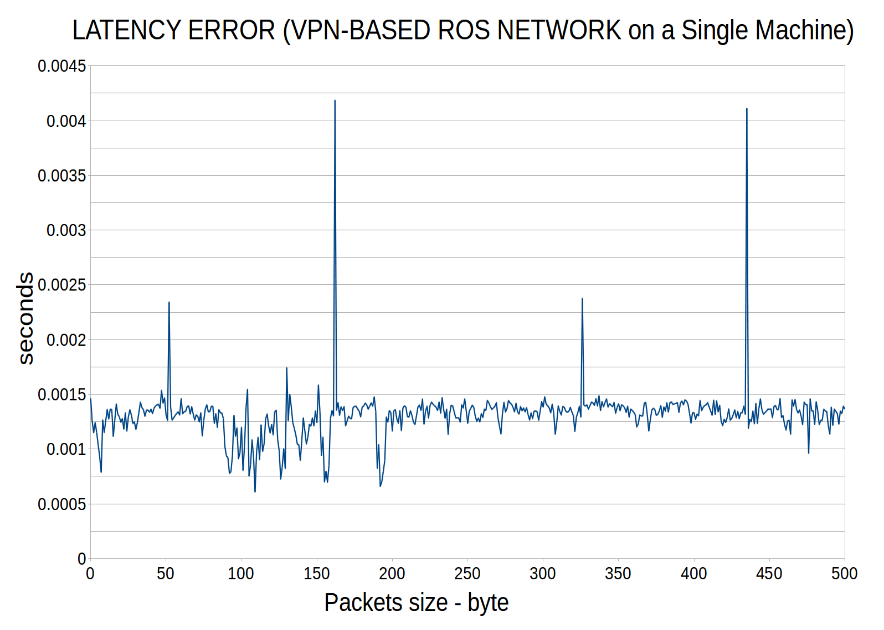 LATENCY ERROR (VPN-BASED ROS NETWORK on a Single Machine)
0.0045
0.004
0.0035
0.003
0.0025
0.002
0.0015
0.001
0.0005
0
seconds
0 50 100 150 200 250 300 350 400 450 500
Packets size - byte